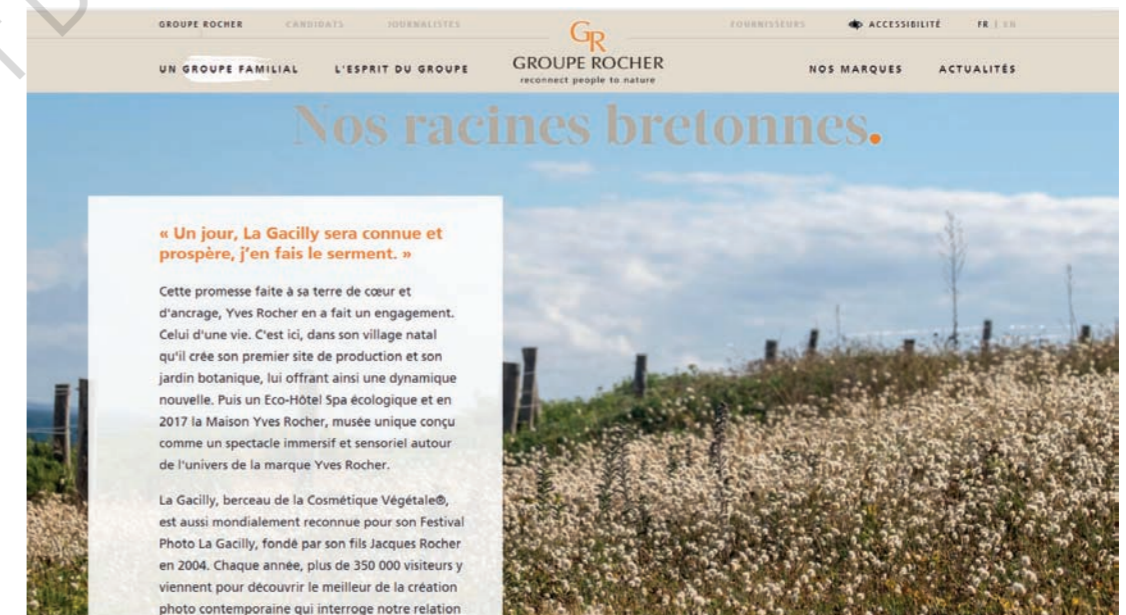 GROUPE ROCHER CANDIDATS JOURNALISTES FOURNISSEURS ACCESSIBILITÉ FR | EN
GR
UN GROUPE FAMILIAL L'ESPRIT DU GROUPE GROUPE ROCHER NOS MARQUES ACTUALITÉS
reconnect people to nature
Nos racines bretonnes.
« Un jour, La Gacilly sera connue et
prospère, j'en fais le serment. »
Cette promesse faite à sa terre de cœur et
d'ancrage, Yves Rocher en a fait un engagement.
Celui d'une vie. C'est ici, dans son village natal
qu'il crée son premier site de production et son
jardin botanique, lui offrant ainsi une dynamique
nouvelle. Puis un Eco-Hôtel Spa écologique et en
2017 la Maison Yves Rocher, musée unique conçu
comme un spectacle immersif et sensoriel autour
de l'univers de la marque Yves Rocher.
La Gacilly, berceau de la Cosmétique Végétale®,
est aussi mondialement reconnue pour son Festival
Photo La Gacilly, fondé par son fils Jacques Rocher
en 2004. Chaque année, plus de 350 000 visiteurs y
viennent pour découvrir le meilleur de la création
photo contemporaine qui interroge notre relation